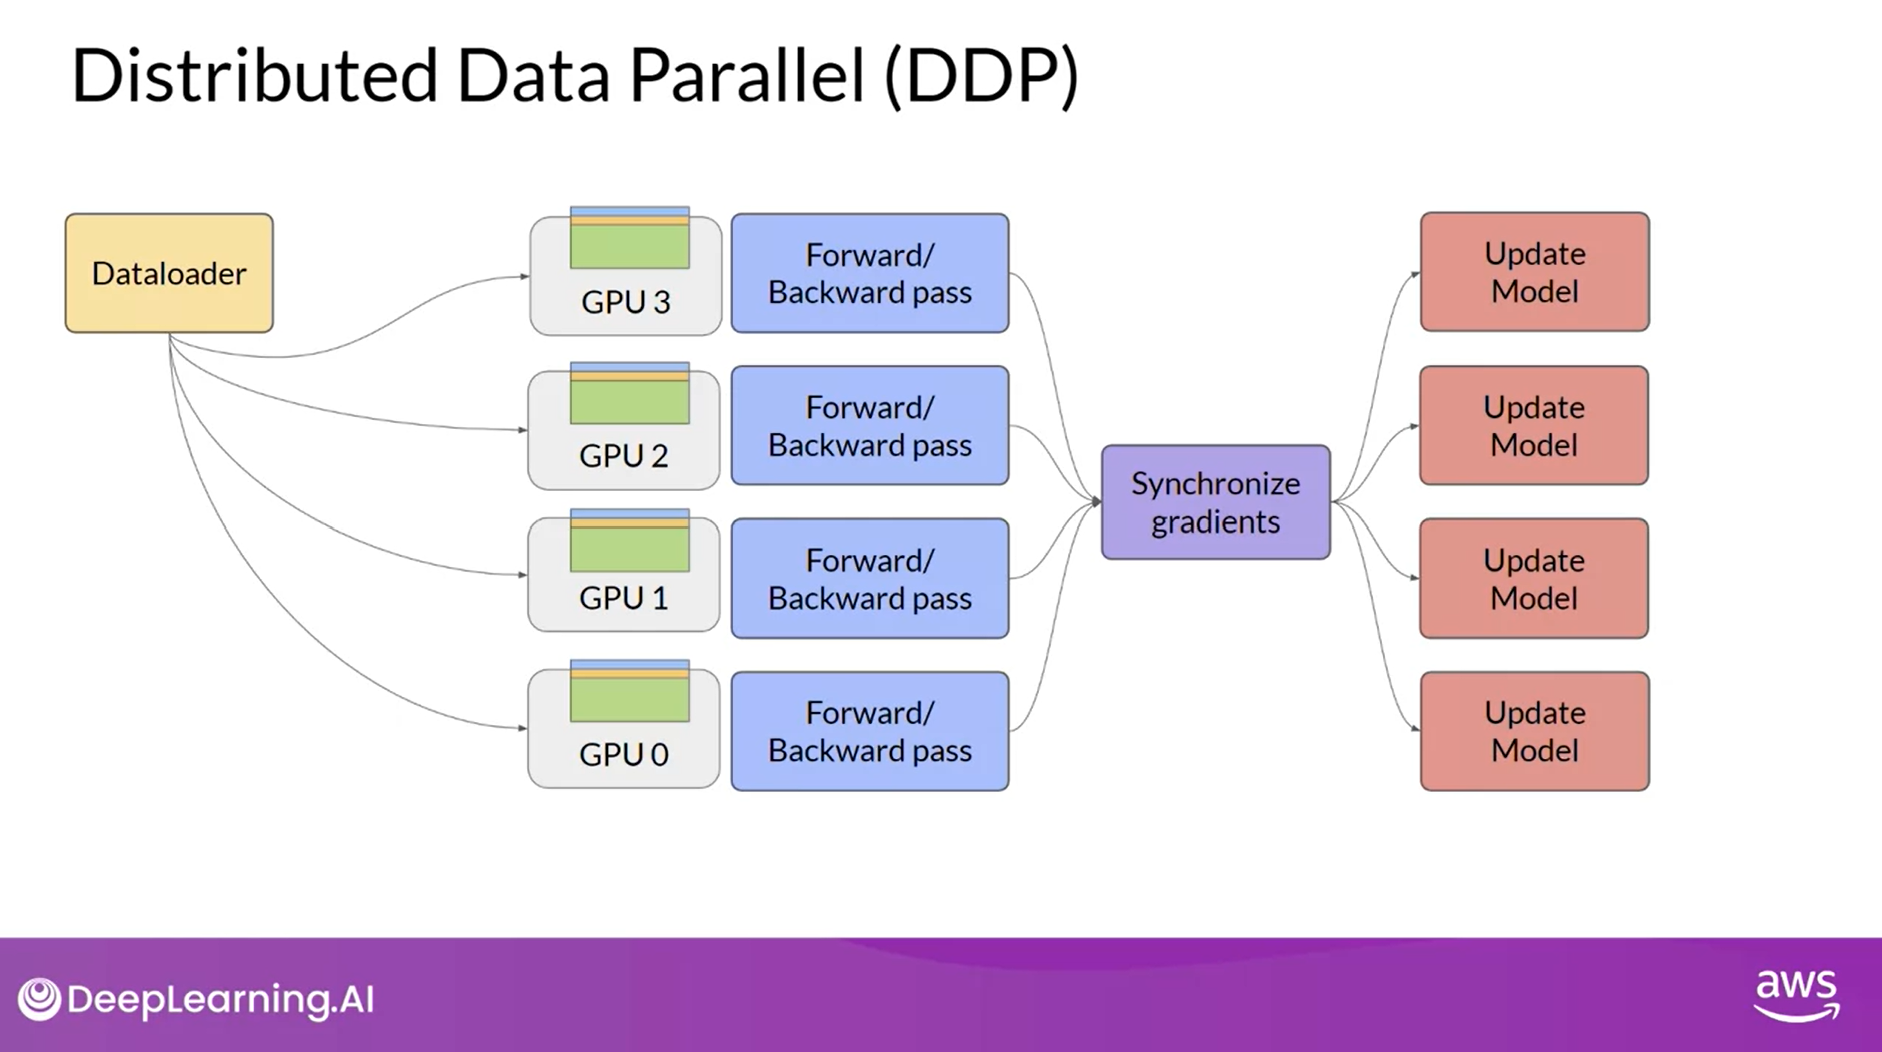 Distributed Data Parallel (DDP)
Dataloader
GPU 3
Forward/
Backward pass
GPU 2
Forward/
Backward pass
GPU 1
Forward/
Backward pass
GPU 0
Forward/
Backward pass
Synchronize
gradients
Update
Model
Update
Model
Update
Model
Update
Model
DeepLearning.AI
aws